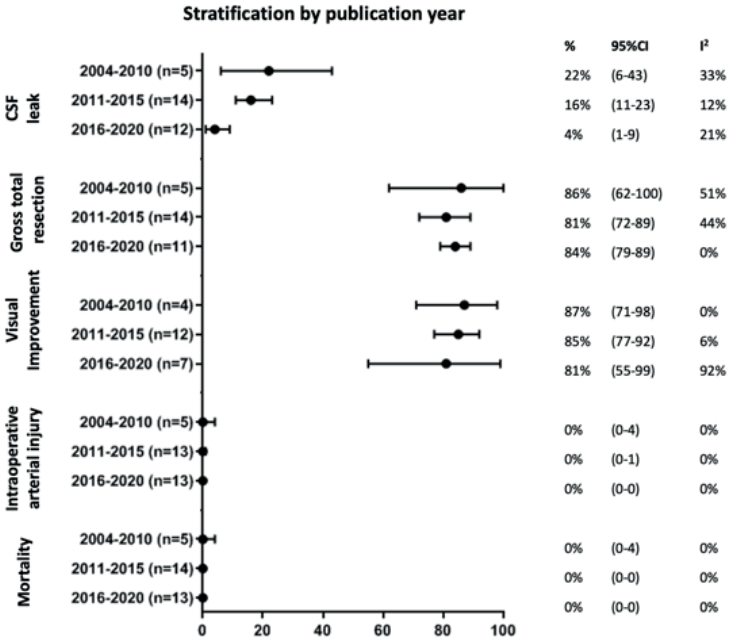 Stratification by publication year
% 95%CI I²
CSF leak
2004-2010 (n=5) 22% (6-43) 33%
2011-2015 (n=14) 16% (11-23) 12%
2016-2020 (n=12) 4% (1-9) 21%
Gross total resection
2004-2010 (n=5) 86% (62-100) 51%
2011-2015 (n=14) 81% (72-89) 44%
2016-2020 (n=11) 84% (79-89) 0%
Visual Improvement
2004-2010 (n=4) 87% (71-98) 0%
2011-2015 (n=12) 85% (77-92) 6%
2016-2020 (n=7) 81% (55-99) 92%
Intraoperative arterial injury
2004-2010 (n=5) 0% (0-4) 0%
2011-2015 (n=13) 0% (0-1) 0%
2016-2020 (n=13) 0% (0-0) 0%
Mortality
2004-2010 (n=5) 0% (0-4) 0%
2011-2015 (n=14) 0% (0-0) 0%
2016-2020 (n=13) 0% (0-0) 0%
0 20 40 60 80 100